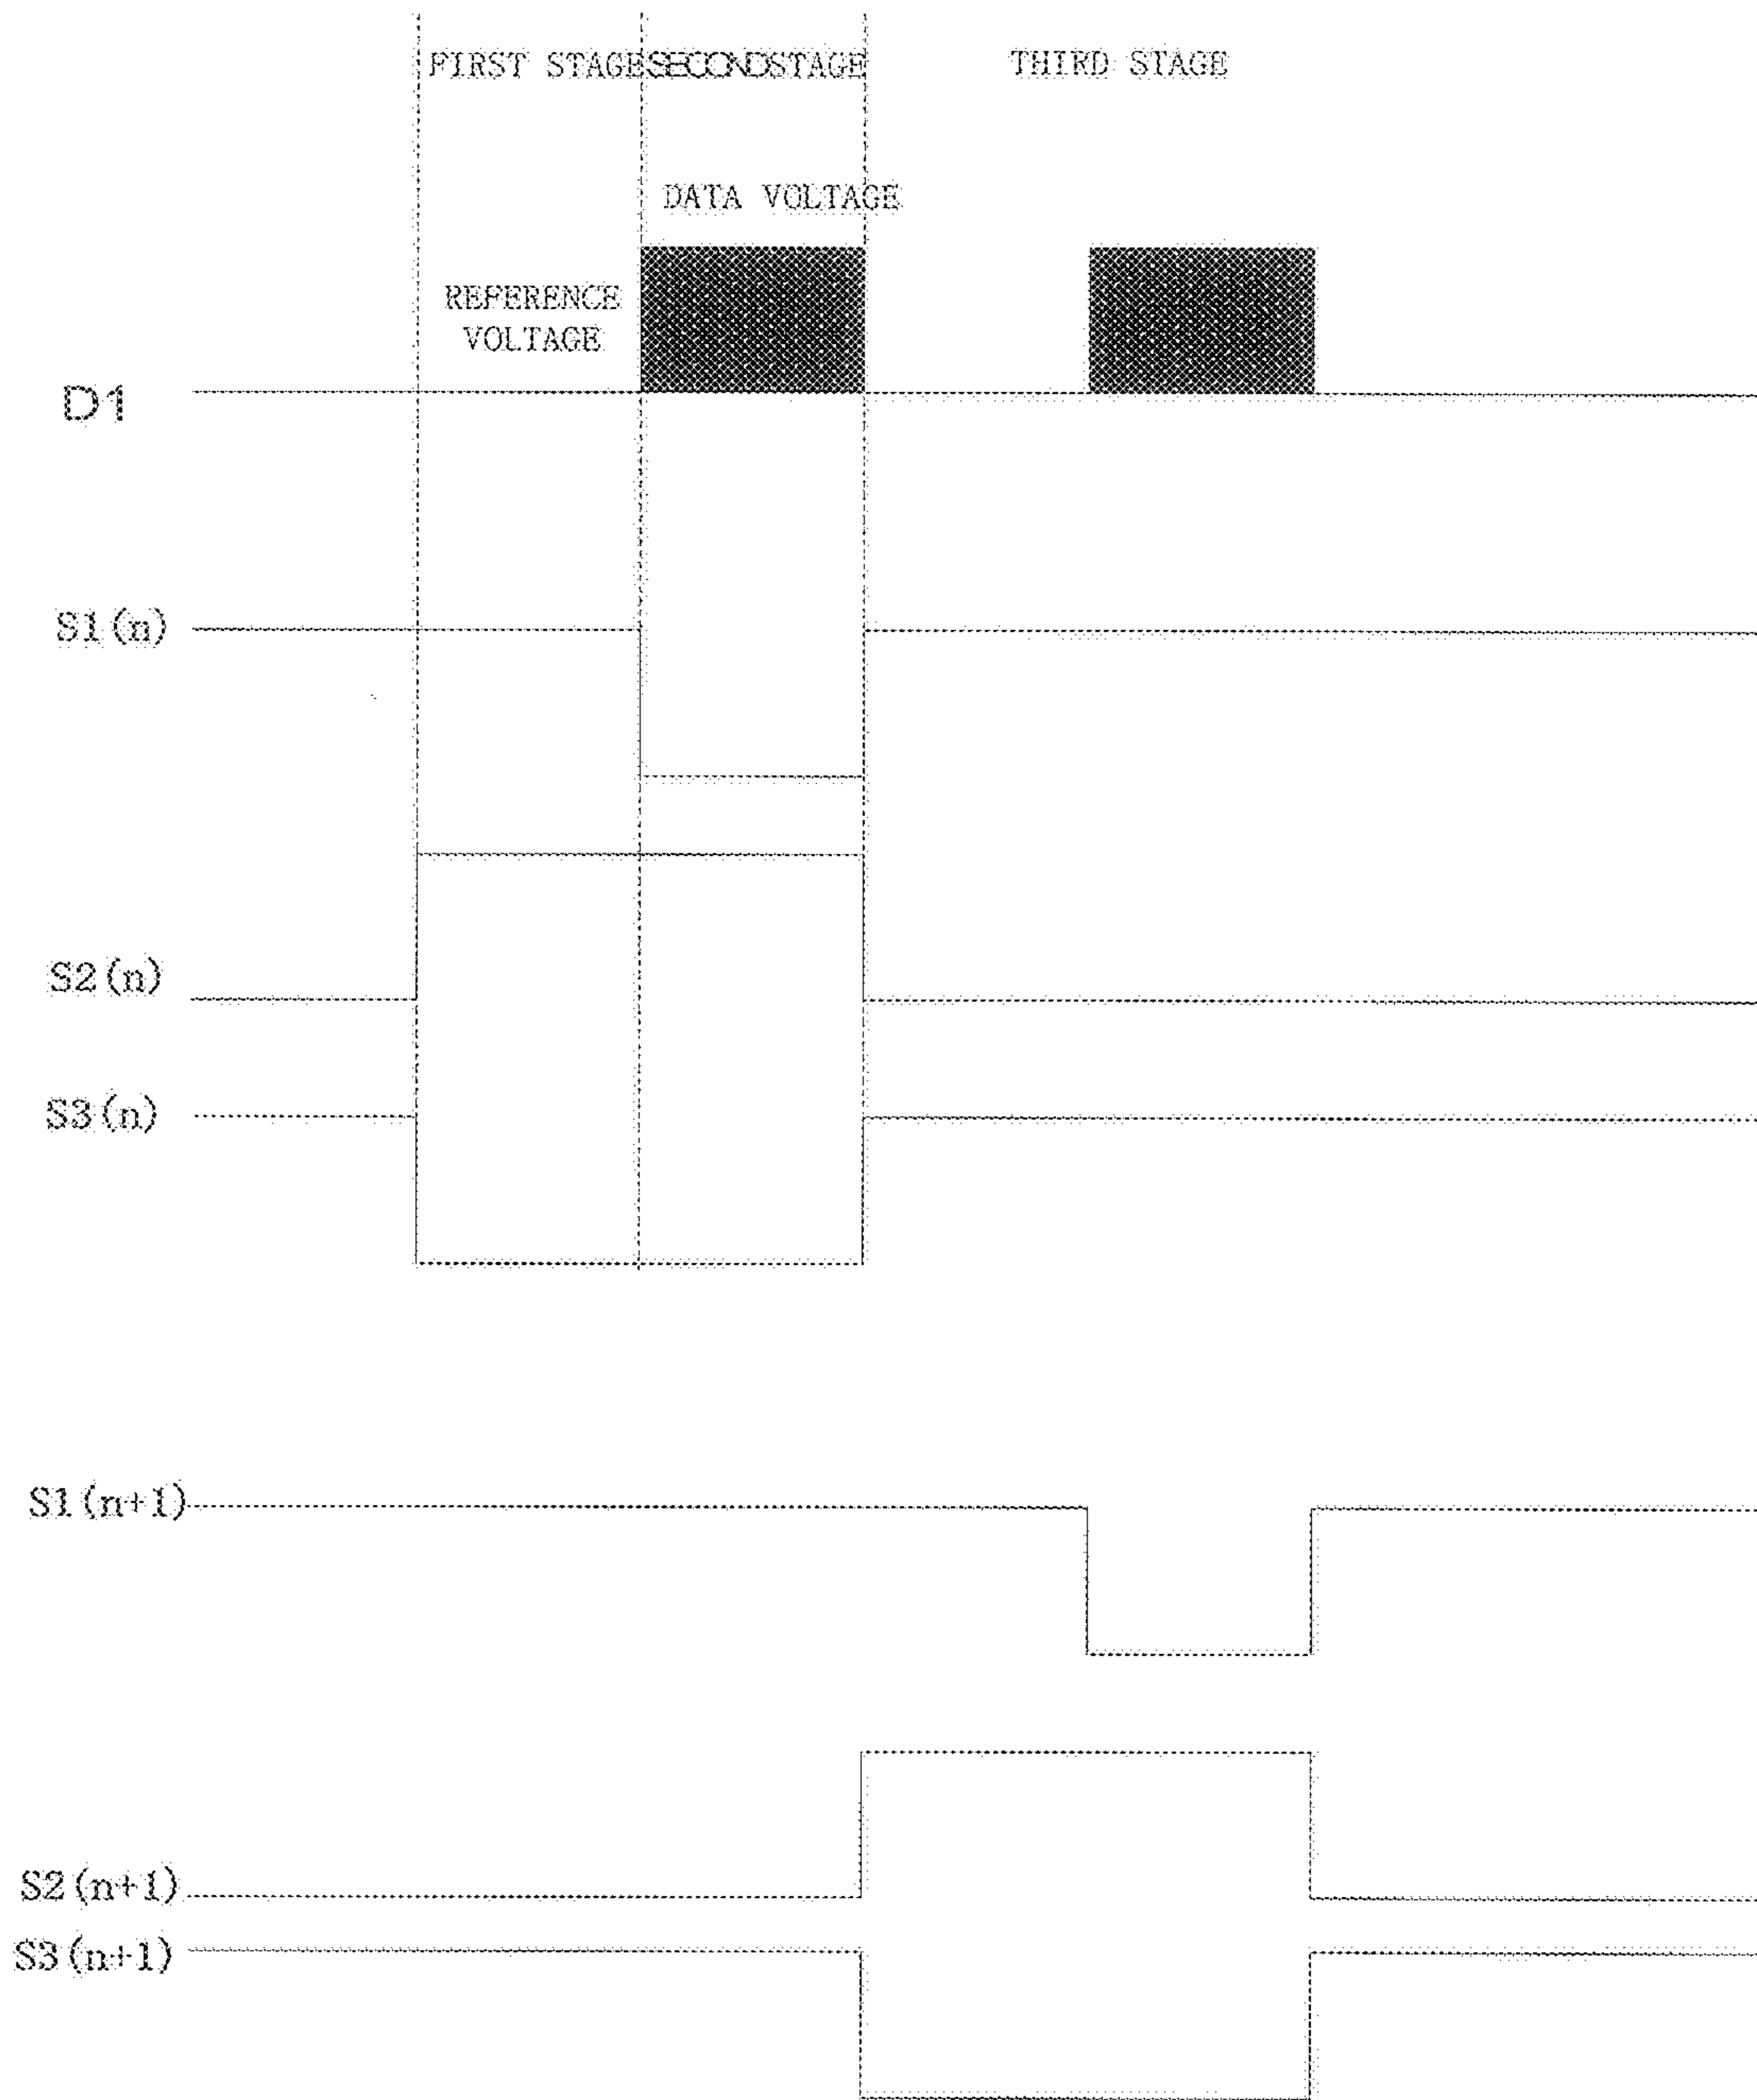 FIRST STAGE SECOND STAGE THIRD STAGE
DATA VOLTAGE
REFERENCE
VOLTAGE
D1
S1(n)
S2(n)
S3(n)
S1(n+1)
S2(n+1)
S3(n+1)